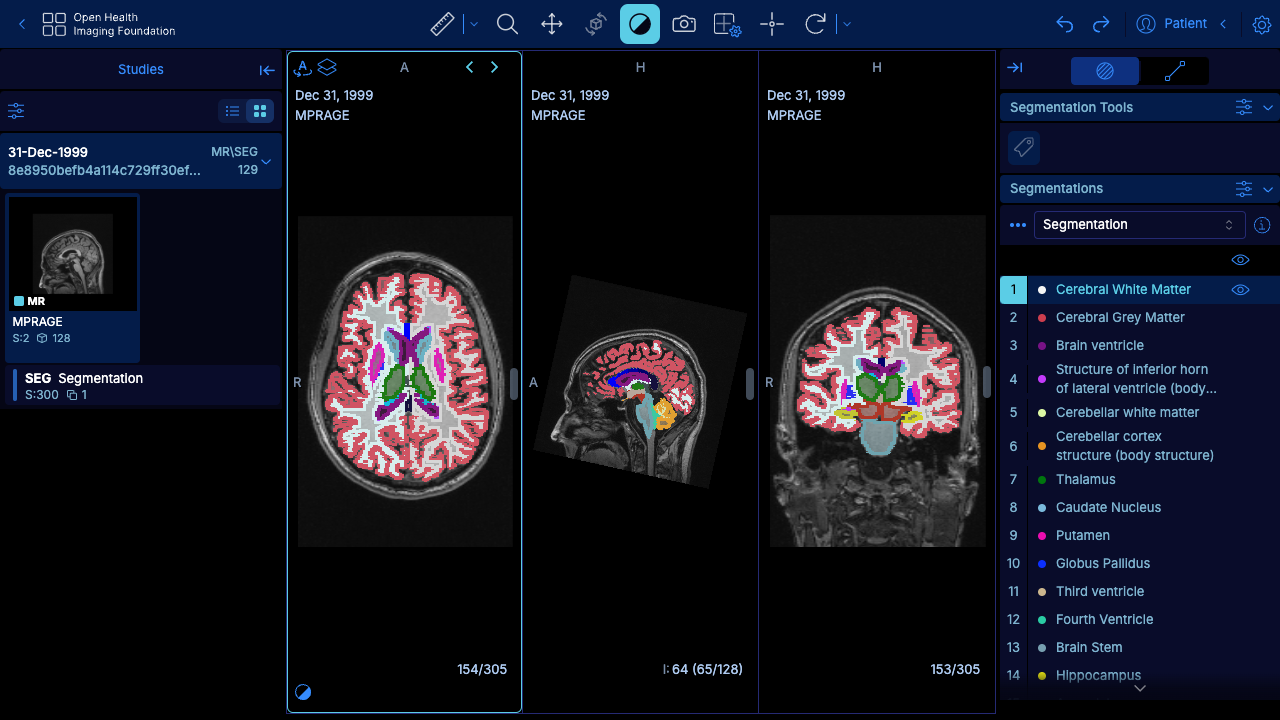 Open Health
Imaging Foundation
Patient
Studies
31-Dec-1999
MR\SEG
8e8950befb4a114c729ff30ef...
129
MR
MPRAGE
S:2
128
SEG Segmentation
S:300
1
A
A
Dec 31, 1999
MPRAGE
R
154/305
H
Dec 31, 1999
MPRAGE
A
I: 64 (65/128)
H
Dec 31, 1999
MPRAGE
R
153/305
Segmentation Tools
Segmentations
Segmentation
1 Cerebral White Matter
2 Cerebral Grey Matter
3 Brain ventricle
4 Structure of inferior horn
of lateral ventricle (body...
5 Cerebellar white matter
6 Cerebellar cortex
structure (body structure)
7 Thalamus
8 Caudate Nucleus
9 Putamen
10 Globus Pallidus
11 Third ventricle
12 Fourth Ventricle
13 Brain Stem
14 Hippocampus